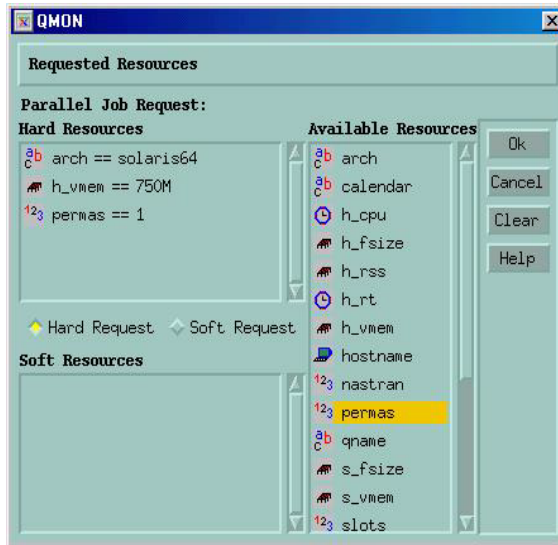 QMON
Requested Resources
Parallel Job Request:
Hard Resources
arch == solaris64
h_vmem == 750M
permas == 1
Hard Request
Soft Request
Soft Resources
Available Resources
arch
calendar
h_cpu
h_fsize
h_rss
h_rt
h_vmem
hostname
nastran
permas
qname
s_fsize
s_vmem
slots
Ok
Cancel
Clear
Help